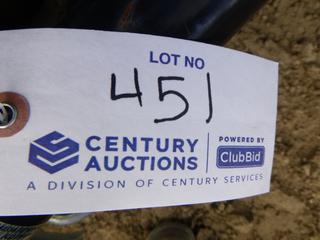 LOT NO
451
CENTURY AUCTIONS
POWERED BY
ClubBid
A DIVISION OF CENTURY SERVICES